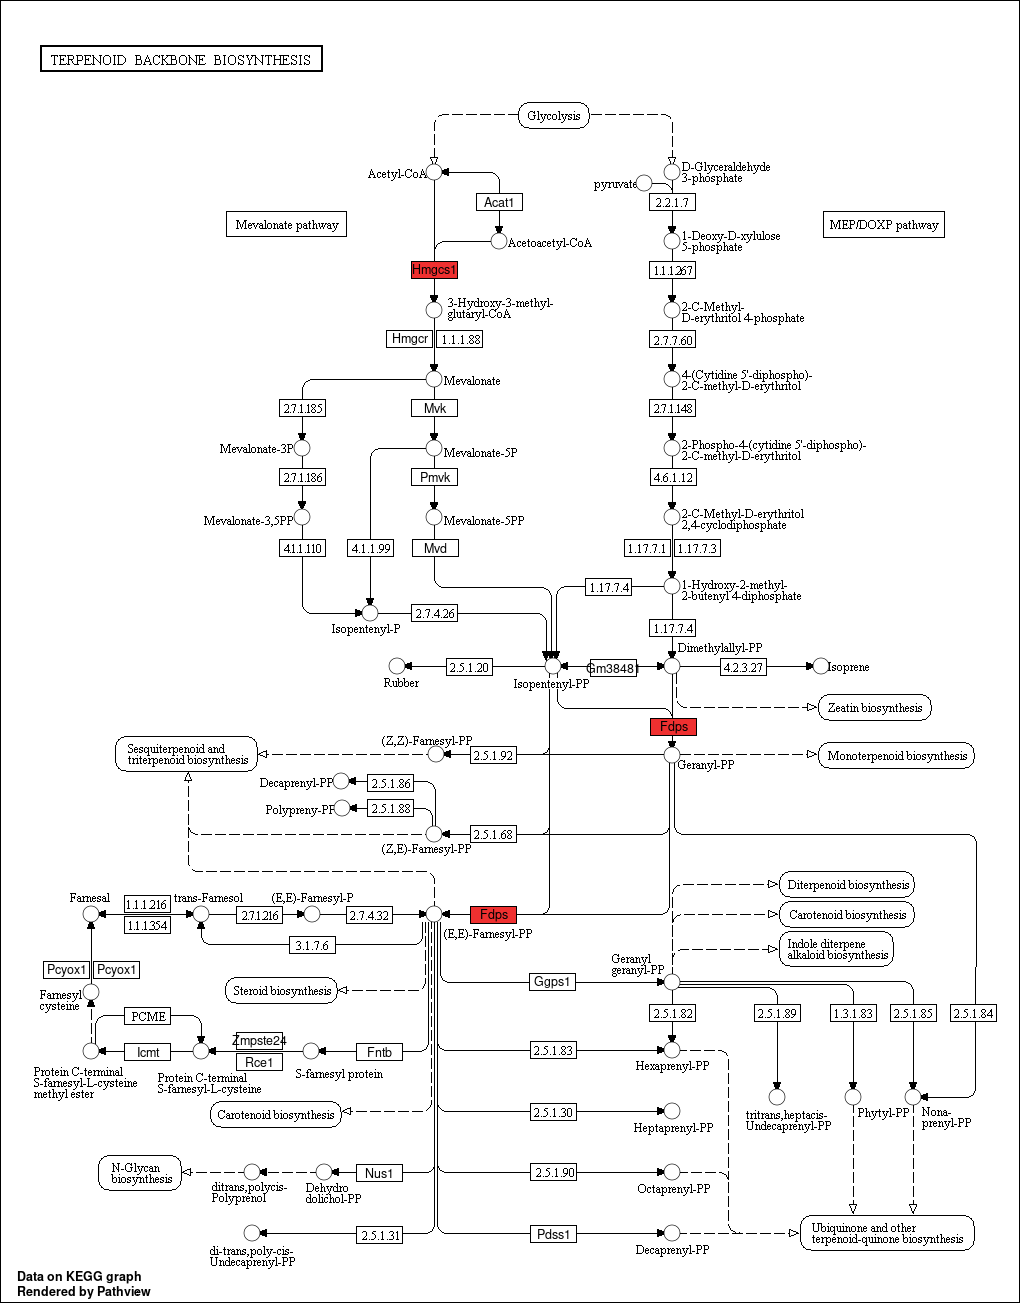 TERPENOID BACKBONE BIOSYNTHESIS
Glycolysis
Acetyl-CoA
D-Glyceraldehyde
3-phosphate
pyruvate
Acat1
2.2.1.7
Mevalonate pathway
MEP/DOXP pathway
Acetoacetyl-CoA
1-Deoxy-D-xylulose
5-phosphate
Hmgcs1
1.1.1.267
3-Hydroxy-3-methyl-
glutaryl-CoA
2-C-Methyl-
D-erythritol 4-phosphate
Hmgcr
1.1.1.88
2.7.7.60
Mevalonate
4-(Cytidine 5'-diphospho)-
2-C-methyl-D-erythritol
2.7.1.185
Mvk
2.7.1.148
Mevalonate-3P
Mevalonate-5P
2-Phospho-4-(cytidine 5'-diphospho)-
2-C-methyl-D-erythritol
2.7.1.186
Pmvk
4.6.1.12
Mevalonate-3,5PP
Mevalonate-5PP
2-C-Methyl-D-erythritol
2,4-cyclodiphosphate
4.1.1.110
4.1.1.99
Mvd
1.17.7.1
1.17.7.3
1.17.7.4
1-Hydroxy-2-methyl-
2-butenyl 4-diphosphate
2.7.4.26
Isopentenyl-P
1.17.7.4
Dimethylallyl-PP
2.5.1.20
Gm38481
4.2.3.27
Isoprene
Rubber
Isopentenyl-PP
Zeatin biosynthesis
Fdps
(Z,Z)-Farnesyl-PP
Sesquiterpenoid and
triterpenoid biosynthesis
2.5.1.92
Geranyl-PP
Monoterpenoid biosynthesis
Decaprenyl-PP
2.5.1.86
Polypreny-PP
2.5.1.88
2.5.1.68
(Z,E)-Farnesyl-PP
Diterpenoid biosynthesis
Farnesal
1.1.1.216
trans-Farnesol
(E,E)-Farnesyl-P
1.1.1.354
2.7.1.216
2.7.4.32
Fdps
Carotenoid biosynthesis
(E,E)-Farnesyl-PP
3.1.7.6
Indole diterpene
alkaloid biosynthesis
Geranyl
geranyl-PP
Pcyox1
Pcyox1
Ggps1
Steroid biosynthesis
Farnesyl
cysteine
PCME
2.5.1.82
2.5.1.89
1.3.1.83
2.5.1.85
2.5.1.84
Icmt
Zmpste24
Rce1
Fntb
2.5.1.83
Hexaprenyl-PP
Protein C-terminal
S-farnesyl-L-cysteine
methyl ester
Protein C-terminal
S-farnesyl-L-cysteine
S-farnesyl protein
Carotenoid biosynthesis
2.5.1.30
Heptaprenyl-PP
tritrans,heptacis-
Undecaprenyl-PP
Phytyl-PP
Nona-
prenyl-PP
N-Glycan
biosynthesis
ditrans,polycis-
Polyprenol
Dehydro
dolichol-PP
Nus1
2.5.1.90
Octaprenyl-PP
2.5.1.31
di-trans,poly-cis-
Undecaprenyl-PP
Pdss1
Decaprenyl-PP
Ubiquinone and other
terpenoid-quinone biosynthesis
Data on KEGG graph
Rendered by Pathview